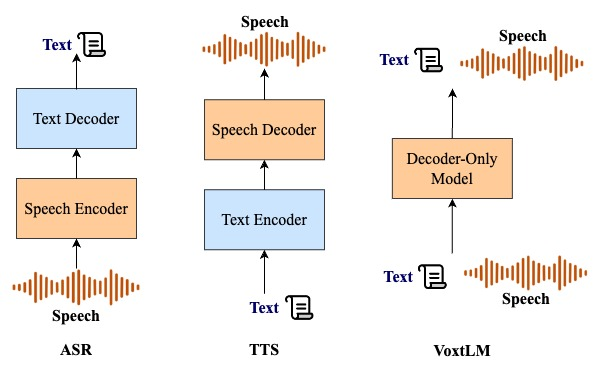 Text
Text Decoder
Speech Encoder
Speech
ASR
Speech
Speech Decoder
Text Encoder
Text
TTS
Text
Speech
Decoder-Only
Model
Text
Speech
VoxtLM